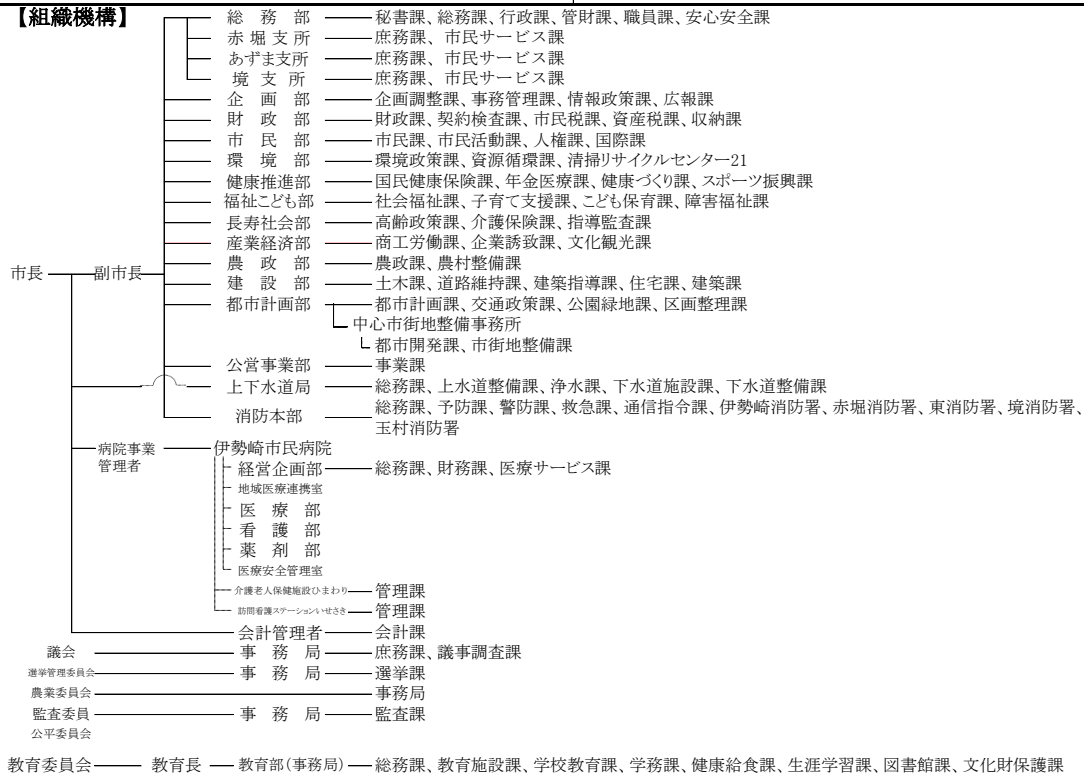 【組織機構】
総務部 秘書課、総務課、行政課、管財課、職員課、安心安全課
赤堀支所 庶務課、市民サービス課
あずま支所 庶務課、市民サービス課
境支所 庶務課、市民サービス課
企画部 企画調整課、事務管理課、情報政策課、広報課
財政部 財政課、契約検査課、市民税課、資産税課、収納課
市民部 市民課、市民活動課、人権課、国際課
環境部 環境政策課、資源循環課、清掃リサイクルセンター21
健康推進部 国民健康保険課、年金医療課、健康づくり課、スポーツ振興課
福祉こども部 社会福祉課、子育て支援課、こども保育課、障害福祉課
長寿社会部 高齢政策課、介護保険課、指導監査課
産業経済部 商工労働課、企業誘致課、文化観光課
市長 副市長 農政部 農政課、農村整備課
建設部 土木課、道路維持課、建築指導課、住宅課、建築課
都市計画部 都市計画課、交通政策課、公園緑地課、区画整理課
中心市街地整備事務所
都市開発課、市街地整備課
公営事業部 事業課
上下水道局 総務課、上水道整備課、浄水課、下水道施設課、下水道整備課
消防本部 総務課、予防課、警防課、救急課、通信指令課、伊勢崎消防署、赤堀消防署、東消防署、境消防署、
玉村消防署
病院事業 伊勢崎市民病院
管理者 経営企画部 総務課、財務課、医療サービス課
地域医療連携室
医療部
看護部
薬剤部
医療安全管理室
介護老人保健施設ひまわり 管理課
訪問看護ステーションいせさき 管理課
会計管理者 会計課
議会 事務局 庶務課、議事調査課
選挙管理委員会 事務局 選挙課
農業委員会 事務局
監査委員 事務局 監査課
公平委員会
教育委員会 教育長 教育部(事務局) 総務課、教育施設課、学校教育課、学務課、健康給食課、生涯学習課、図書館課、文化財保護課